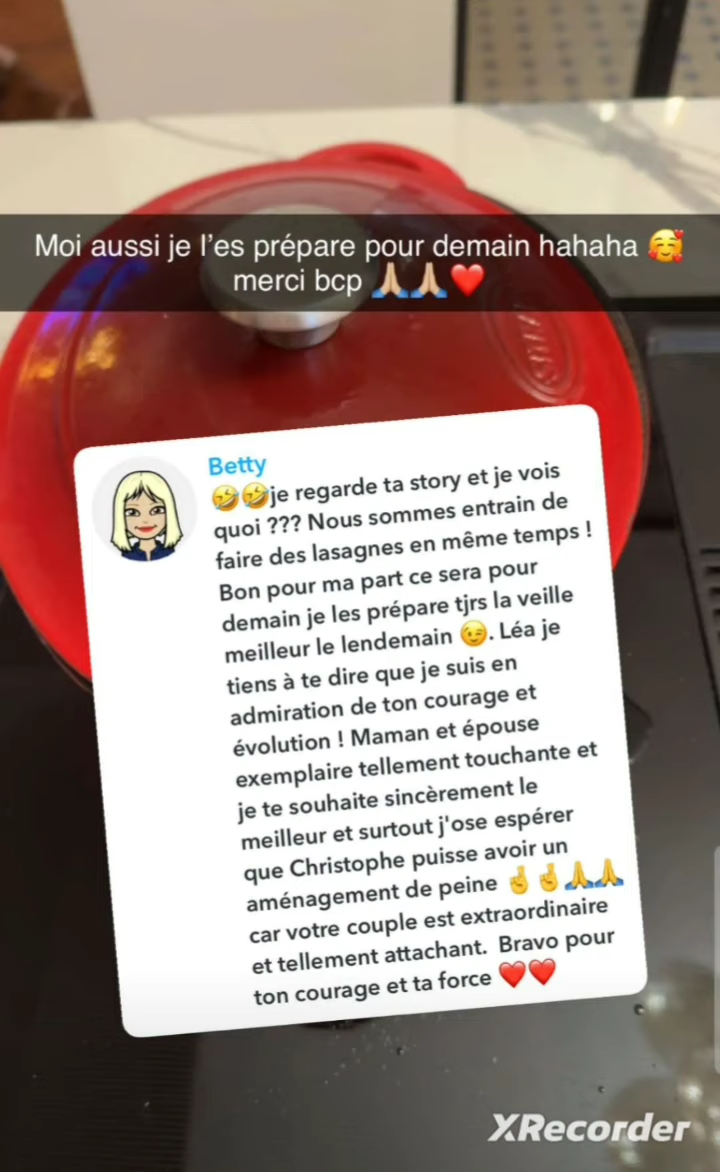 Moi aussi je l'es prépare pour demain hahaha 🥰
merci bcp 🙏🏼🙏🏼❤️
Betty
🤣🤣je regarde ta story et je vois
quoi ??? Nous sommes entrain de
faire des lasagnes en même temps !
Bon pour ma part ce sera pour
demain je les prépare tjrs la veille
meilleur le lendemain 😉. Léa je
tiens à te dire que je suis en
admiration de ton courage et
évolution ! Maman et épouse
exemplaire tellement touchante et
je te souhaite sincèrement le
meilleur et surtout j'ose espérer
que Christophe puisse avoir un
aménagement de peine 🤞🤞🙏🙏
car votre couple est extraordinaire
et tellement attachant. Bravo pour
ton courage et ta force ❤️❤️
XRecorder